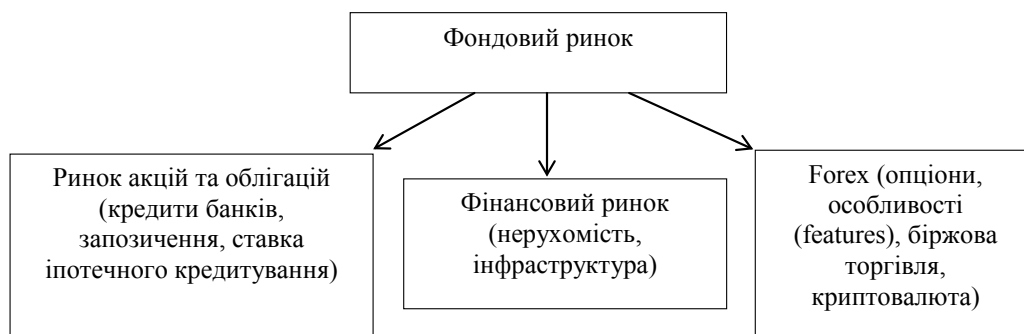 Фондовий ринок
Ринок акцій та облігацій
(кредити банків,
запозичення, ставка
іпотечного кредитування)
Фінансовий ринок
(нерухомість,
інфраструктура)
Forex (опціони,
особливості
(features), біржова
торгівля,
криптовалюта)